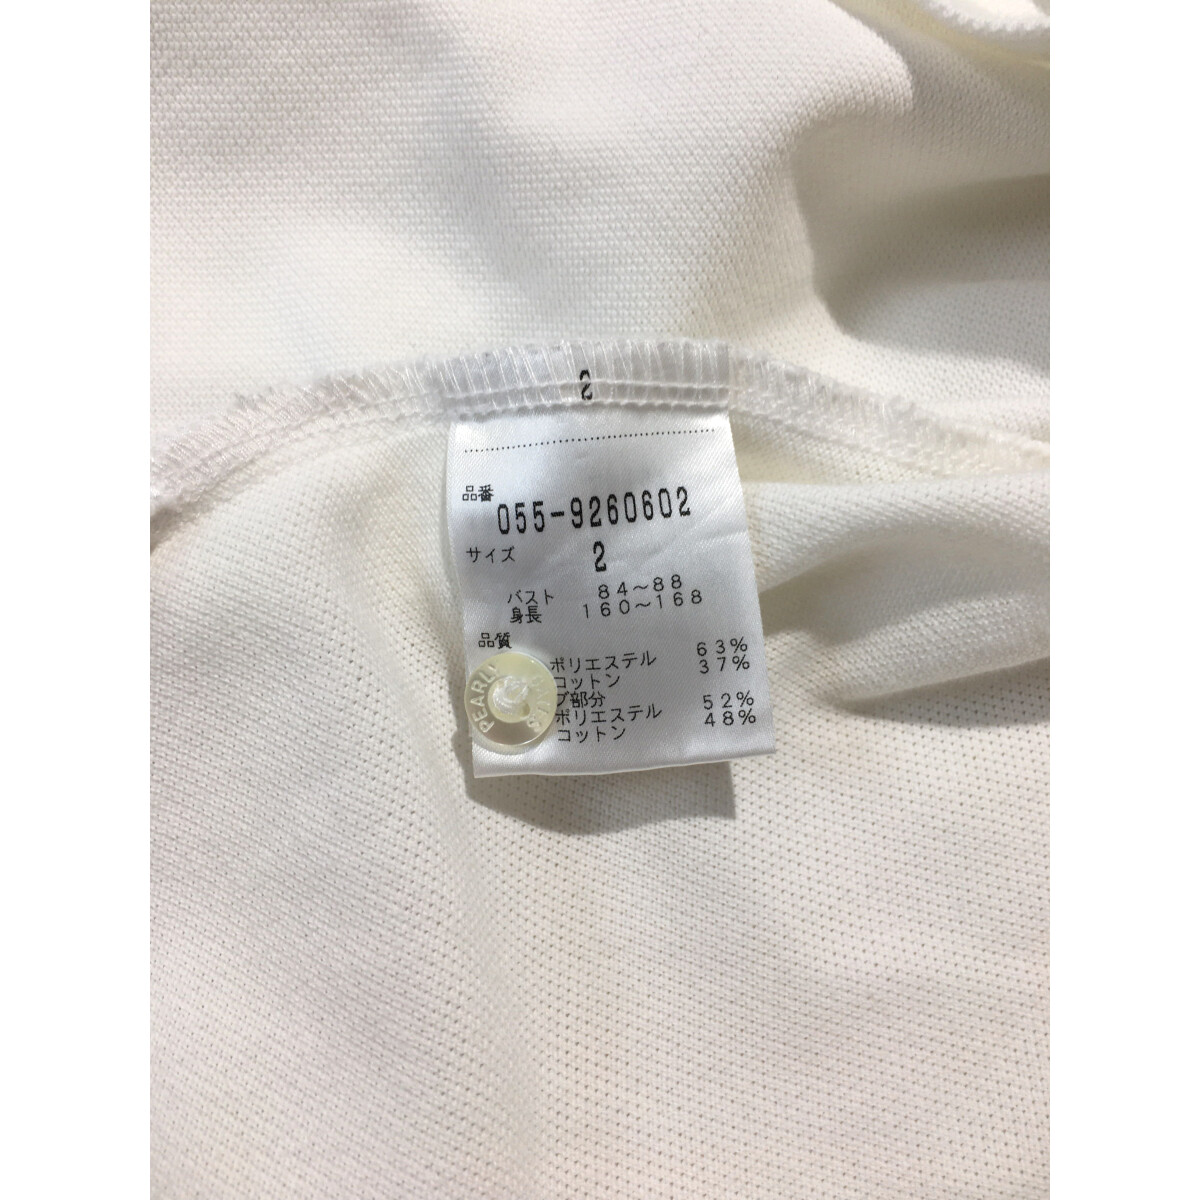 2
品番
055-9260602
サイズ
2
バスト 84～88
身長 160～168
品質
ポリエステル 63%
コットン 37%
ブ部分
ポリエステル 52%
コットン 48%
PEARLY GATES